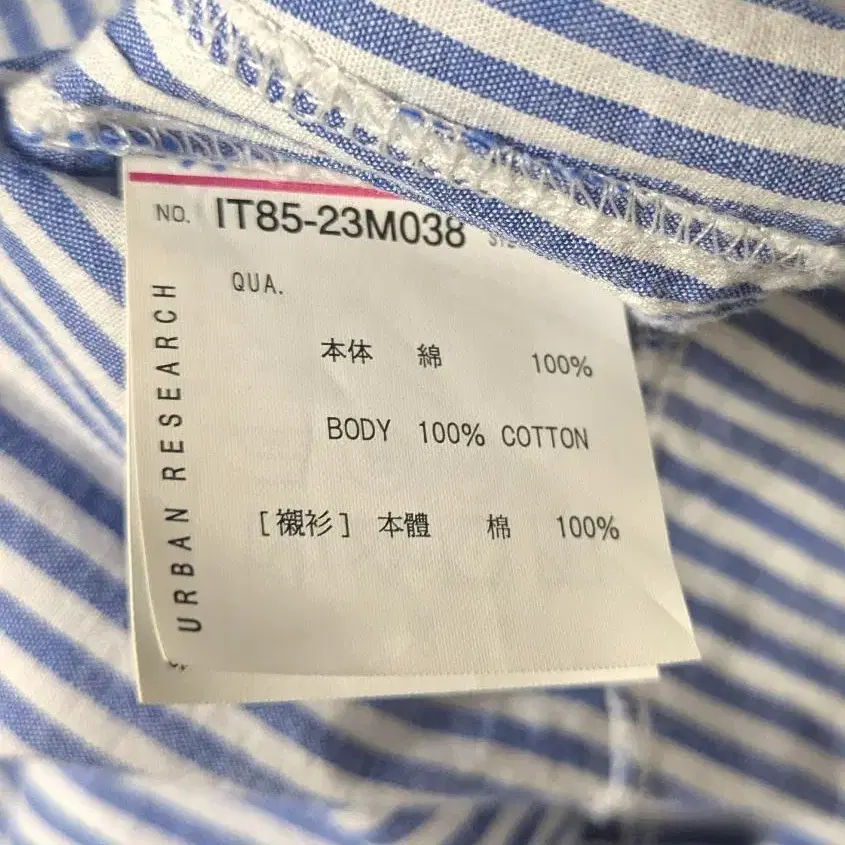 NO. IT85-23M038
QUA.
本体 綿 100%
BODY 100% COTTON
[襯衫] 本體 棉 100%
URBAN RESEARCH